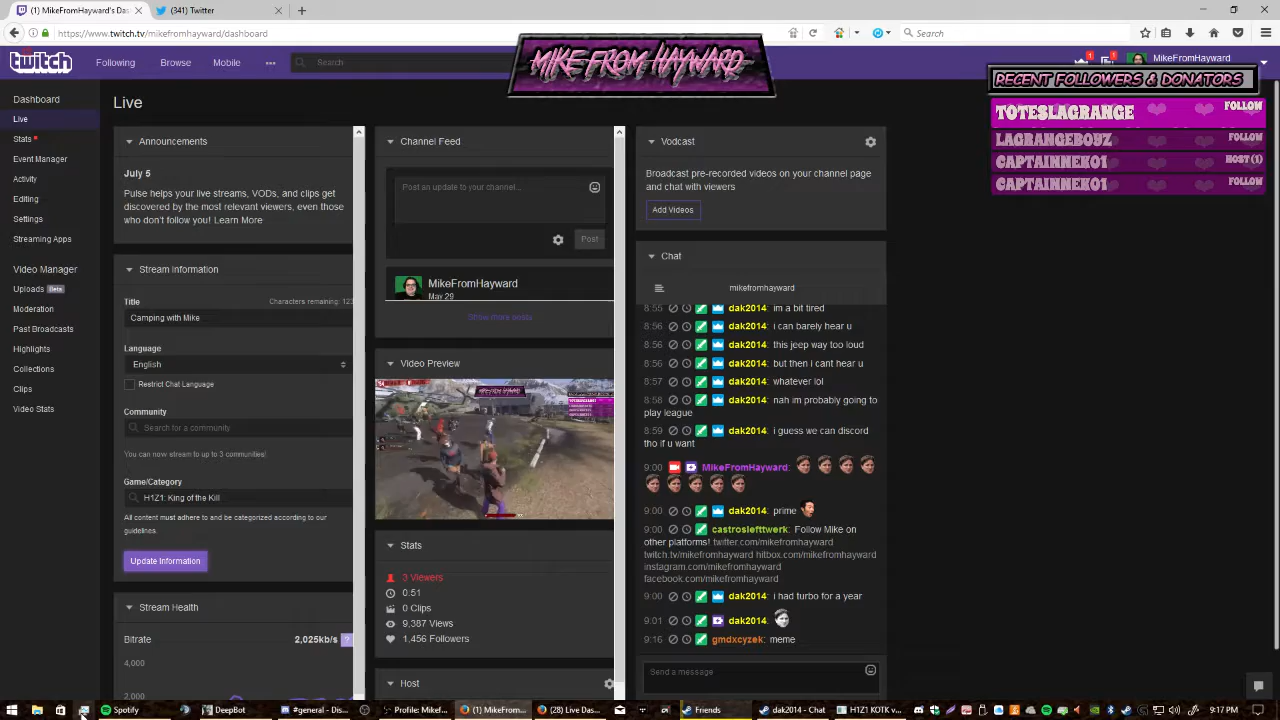 (1) MikeFromHayward's Da
(341) Twitter
https://www.twitch.tv/mikefromhayward/dashboard
Search
twitch
Following
Browse
Mobile
Search
MIKE FROM HAYWARD
1
1
MikeFromHayward
RECENT FOLLOWERS & DONATORS
TOTESLAGRANGE FOLLOW
LAGRANGEBOYZ FOLLOW
CAPTAINNEKO1 HOST (1)
CAPTAINNEKO1 FOLLOW
Dashboard
Live
Stats
Event Manager
Activity
Editing
Settings
Streaming Apps
Video Manager
Uploads Beta
Moderation
Past Broadcasts
Highlights
Collections
Clips
Video Stats
Live
Announcements
July 5
Pulse helps your live streams, VODs, and clips get
discovered by the most relevant viewers, even those
who don't follow you! Learn More
Stream Information
Title
Characters remaining: 12
Camping with Mike
Language
English
Restrict Chat Language
Community
Search for a community
You can now stream to up to 3 communities!
Game/Category
H1Z1: King of the Kill
All content must adhere to and be categorized according to our
guidelines.
Update Information
Stream Health
Bitrate
2,025kb/s ?
4,000
2,000
Channel Feed
Post an update to your channel...
Post
MikeFromHayward
May 29
Show more posts
Video Preview
Stats
3 Viewers
0.51
0 Clips
9,387 Views
1,456 Followers
Host
Vodcast
Broadcast pre-recorded videos on your channel page
and chat with viewers
Add Videos
Chat
mikefromhayward
8:55 dak2014: im a bit tired
8:56 dak2014: i can barely hear u
8:56 dak2014: this jeep way too loud
8:56 dak2014: but then i cant hear u
8:57 dak2014: whatever lol
8:58 dak2014: nah im probably going to
play league
8:59 dak2014: i guess we can discord
tho if u want
9:00 MikeFromHayward:
9:00 dak2014: prime
9:00 castroslefttwerk: Follow Mike on
other platforms! twitter.com/mikefromhayward
twitch.tv/mikefromhayward hitbox.com/mikefromhayward
instagram.com/mikefromhayward
facebook.com/mikefromhayward
9:00 dak2014: i had turbo for a year
9:01 dak2014:
9:16 gmdxcyzek: meme
Send a message
Spotify
DeepBot
#general - Dis...
Profile: Mikef...
(1) MikeFrom...
(28) Live Das...
Friends
dak2014 - Chat
H1Z1 KOTK v...
9:17 PM